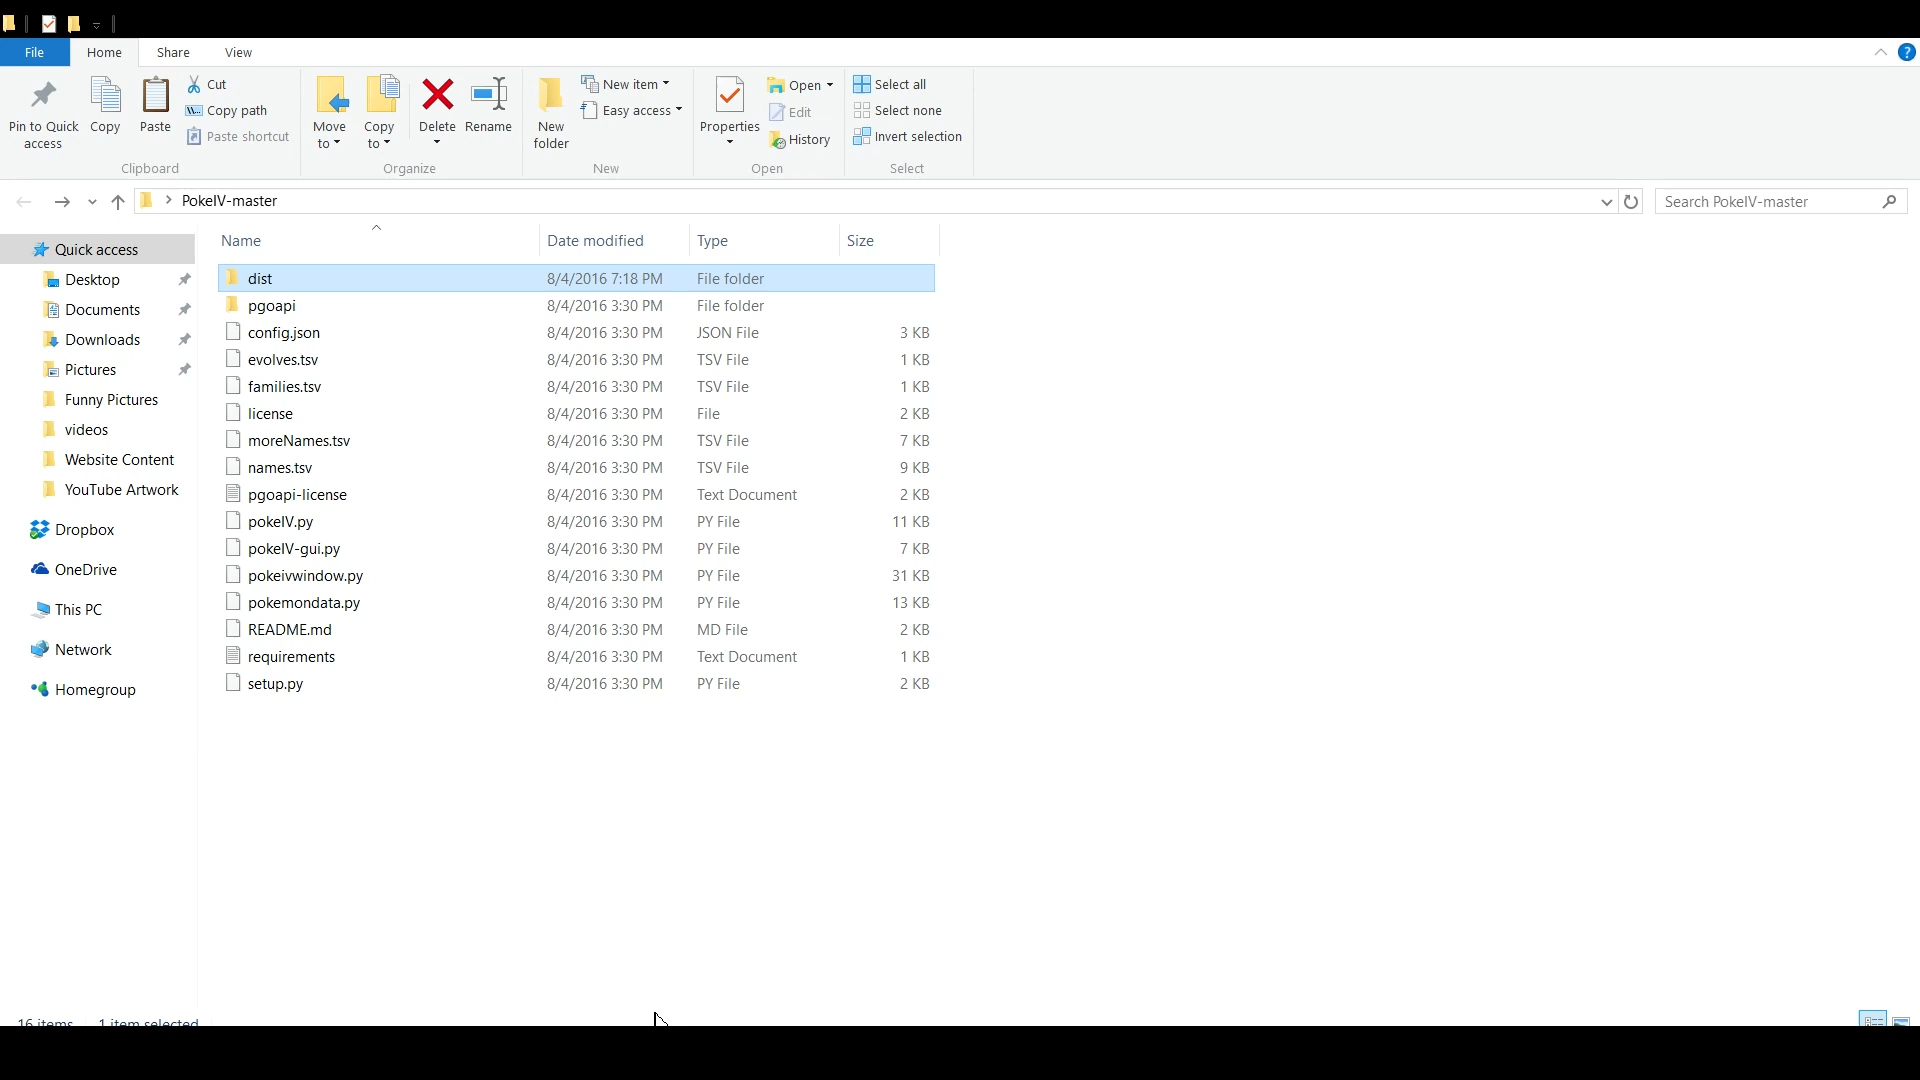 File Home Share View
Pin to Quick access
Copy
Paste
Cut
Copy path
Paste shortcut
Clipboard
Move to
Copy to
Delete
Rename
Organize
New folder
New item
Easy access
New
Properties
Open
Edit
History
Open
Select all
Select none
Invert selection
Select
PokeIV-master
Search PokeIV-master
Quick access
Desktop
Documents
Downloads
Pictures
Funny Pictures
videos
Website Content
YouTube Artwork
Dropbox
OneDrive
This PC
Network
Homegroup
Name Date modified Type Size
dist 8/4/2016 7:18 PM File folder
pgoapi 8/4/2016 3:30 PM File folder
config.json 8/4/2016 3:30 PM JSON File 3 KB
evolves.tsv 8/4/2016 3:30 PM TSV File 1 KB
families.tsv 8/4/2016 3:30 PM TSV File 1 KB
license 8/4/2016 3:30 PM File 2 KB
moreNames.tsv 8/4/2016 3:30 PM TSV File 7 KB
names.tsv 8/4/2016 3:30 PM TSV File 9 KB
pgoapi-license 8/4/2016 3:30 PM Text Document 2 KB
pokeIV.py 8/4/2016 3:30 PM PY File 11 KB
pokeIV-gui.py 8/4/2016 3:30 PM PY File 7 KB
pokeivwindow.py 8/4/2016 3:30 PM PY File 31 KB
pokemondata.py 8/4/2016 3:30 PM PY File 13 KB
README.md 8/4/2016 3:30 PM MD File 2 KB
requirements 8/4/2016 3:30 PM Text Document 1 KB
setup.py 8/4/2016 3:30 PM PY File 2 KB
16 items 1 item selected